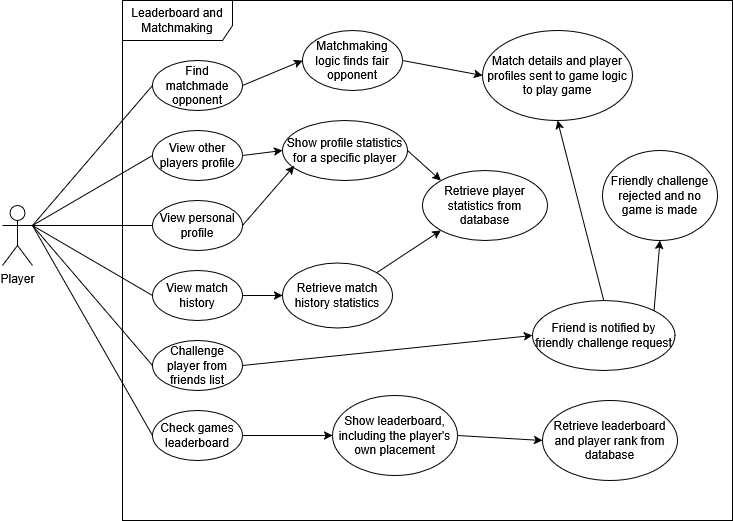 Leaderboard and
Matchmaking
Find
matchmade
opponent
Matchmaking
logic finds fair
opponent
Match details and player
profiles sent to game logic
to play game
View other
players profile
Show profile statistics
for a specific player
Retrieve player
statistics from
database
Friendly challenge
rejected and no
game is made
View personal
profile
Player
View match
history
Retrieve match
history statistics
Challenge
player from
friends list
Friend is notified by
friendly challenge request
Check games
leaderboard
Show leaderboard,
including the player's
own placement
Retrieve leaderboard
and player rank from
database